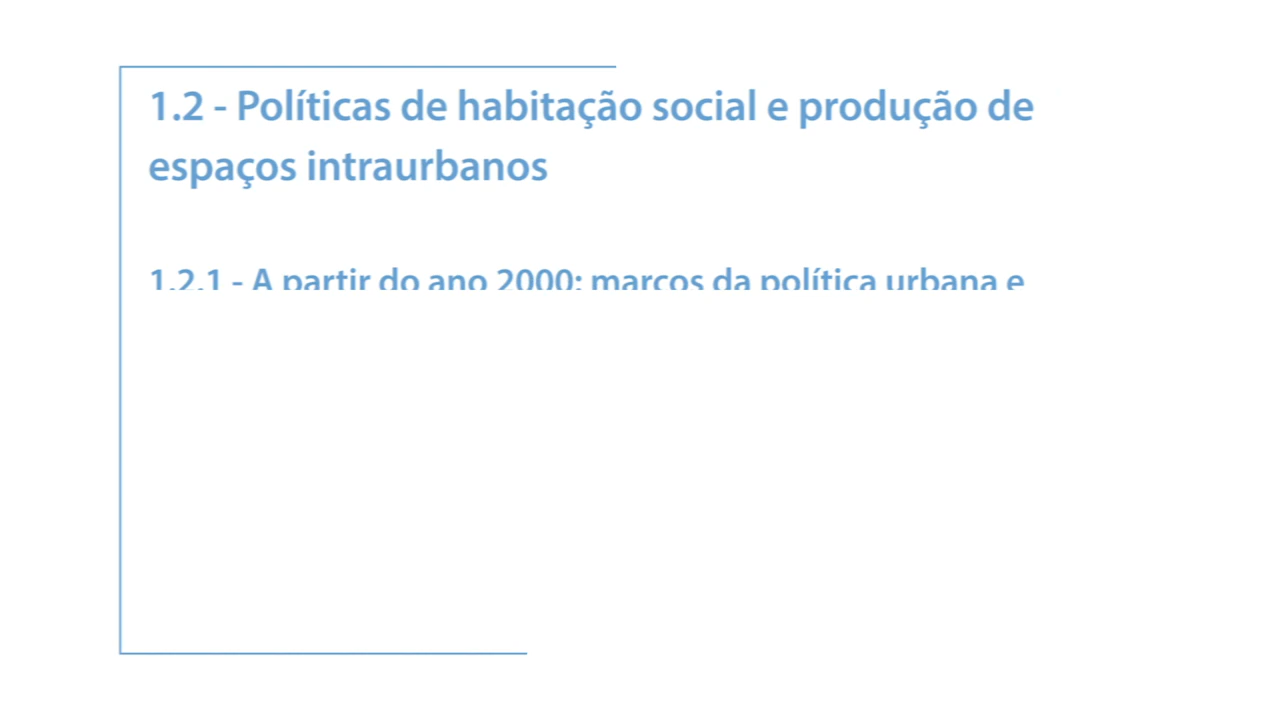 1.2 - Políticas de habitação social e produção de
espaços intraurbanos
1.2.1 - A partir do ano 2000: marcos da política urbana e